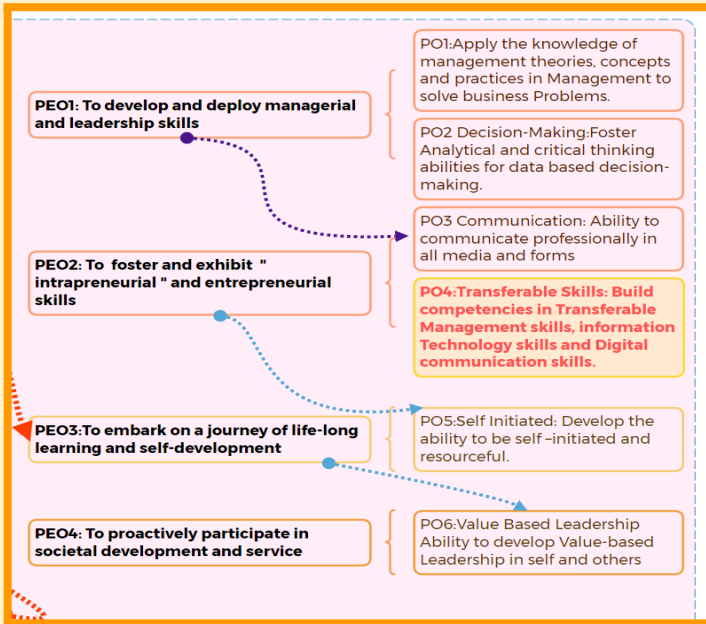 PO1:Apply the knowledge of
management theories, concepts
and practices in Management to
solve business Problems.
PEO1: To develop and deploy managerial
and leadership skills
PO2 Decision-Making:Foster
Analytical and critical thinking
abilities for data based decision-
making.
PO3 Communication: Ability to
communicate professionally in
all media and forms
PEO2: To foster and exhibit "
intrapreneurial " and entrepreneurial
skills
PO4:Transferable Skills: Build
competencies in Transferable
Management skills, information
Technology skills and Digital
communication skills.
PEO3:To embark on a journey of life-long
learning and self-development
PO5:Self Initiated: Develop the
ability to be self –initiated and
resourceful.
PEO4: To proactively participate in
societal development and service
PO6:Value Based Leadership
Ability to develop Value-based
Leadership in self and others